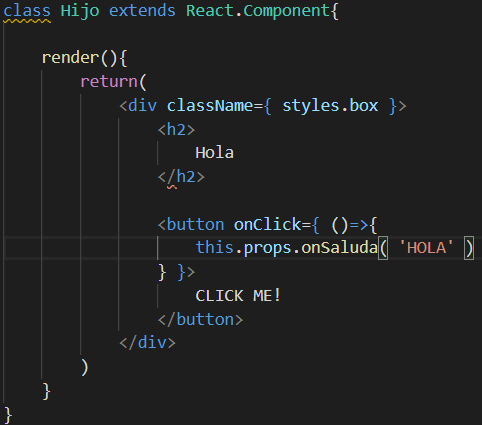 class Hijo extends React.Component{
render(){
return(
<div className={ styles.box }>
<h2>
Hola
</h2>
<button onClick={ ()=>{
this.props.onSaluda( 'HOLA' )
} }>
CLICK ME!
</button>
</div>
)
}
}